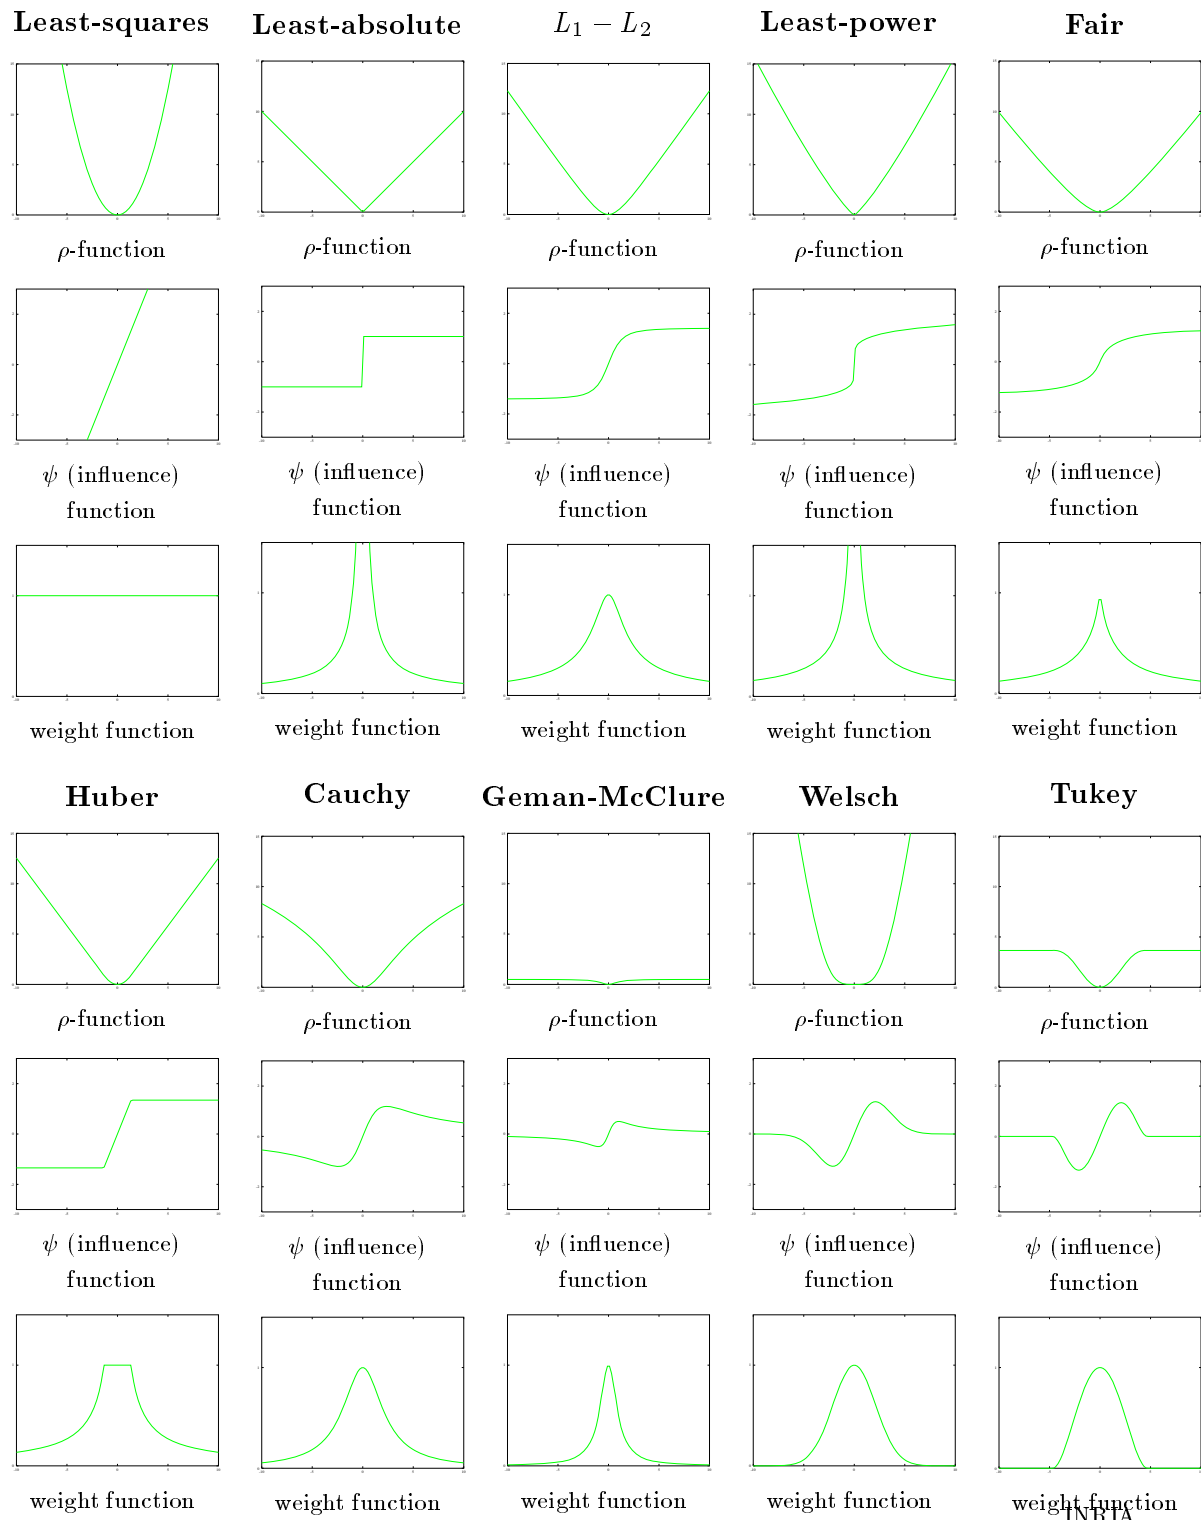 Least-squares Least-absolute L₁ − L₂ Least-power Fair
ρ-function ρ-function ρ-function ρ-function ρ-function
ψ (influence) ψ (influence) ψ (influence) ψ (influence) ψ (influence)
function function function function function
weight function weight function weight function weight function weight function
Huber Cauchy Geman-McClure Welsch Tukey
ρ-function ρ-function ρ-function ρ-function ρ-function
ψ (influence) ψ (influence) ψ (influence) ψ (influence) ψ (influence)
function function function function function
weight function weight function weight function weight function weight function
INRIA